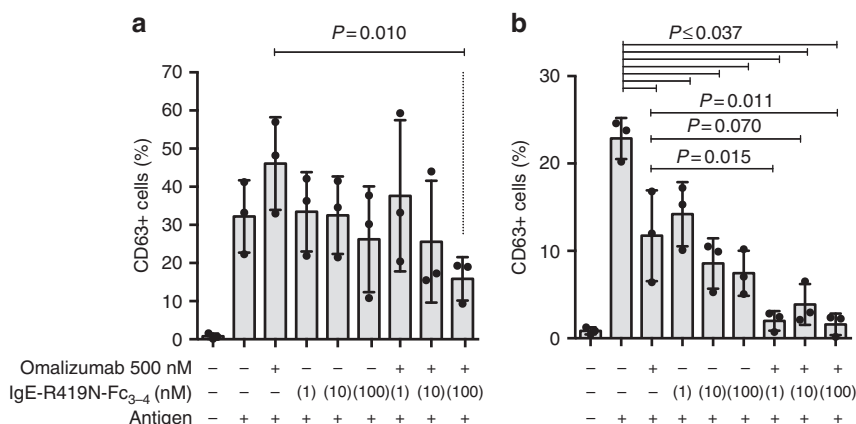 a
P=0.010
CD63+ cells (%)
70
60
50
40
30
20
10
0
b
P≤0.037
P=0.011
P=0.070
P=0.015
CD63+ cells (%)
30
20
10
0
Omalizumab 500 nM – – + – – – + + + – – + – – – + + +
IgE-R419N-Fc3–4 (nM) – – – (1) (10)(100) (1) (10)(100) – – – (1) (10)(100)(1) (10) (100)
Antigen – + + + + + + + + – + + + + + + + +